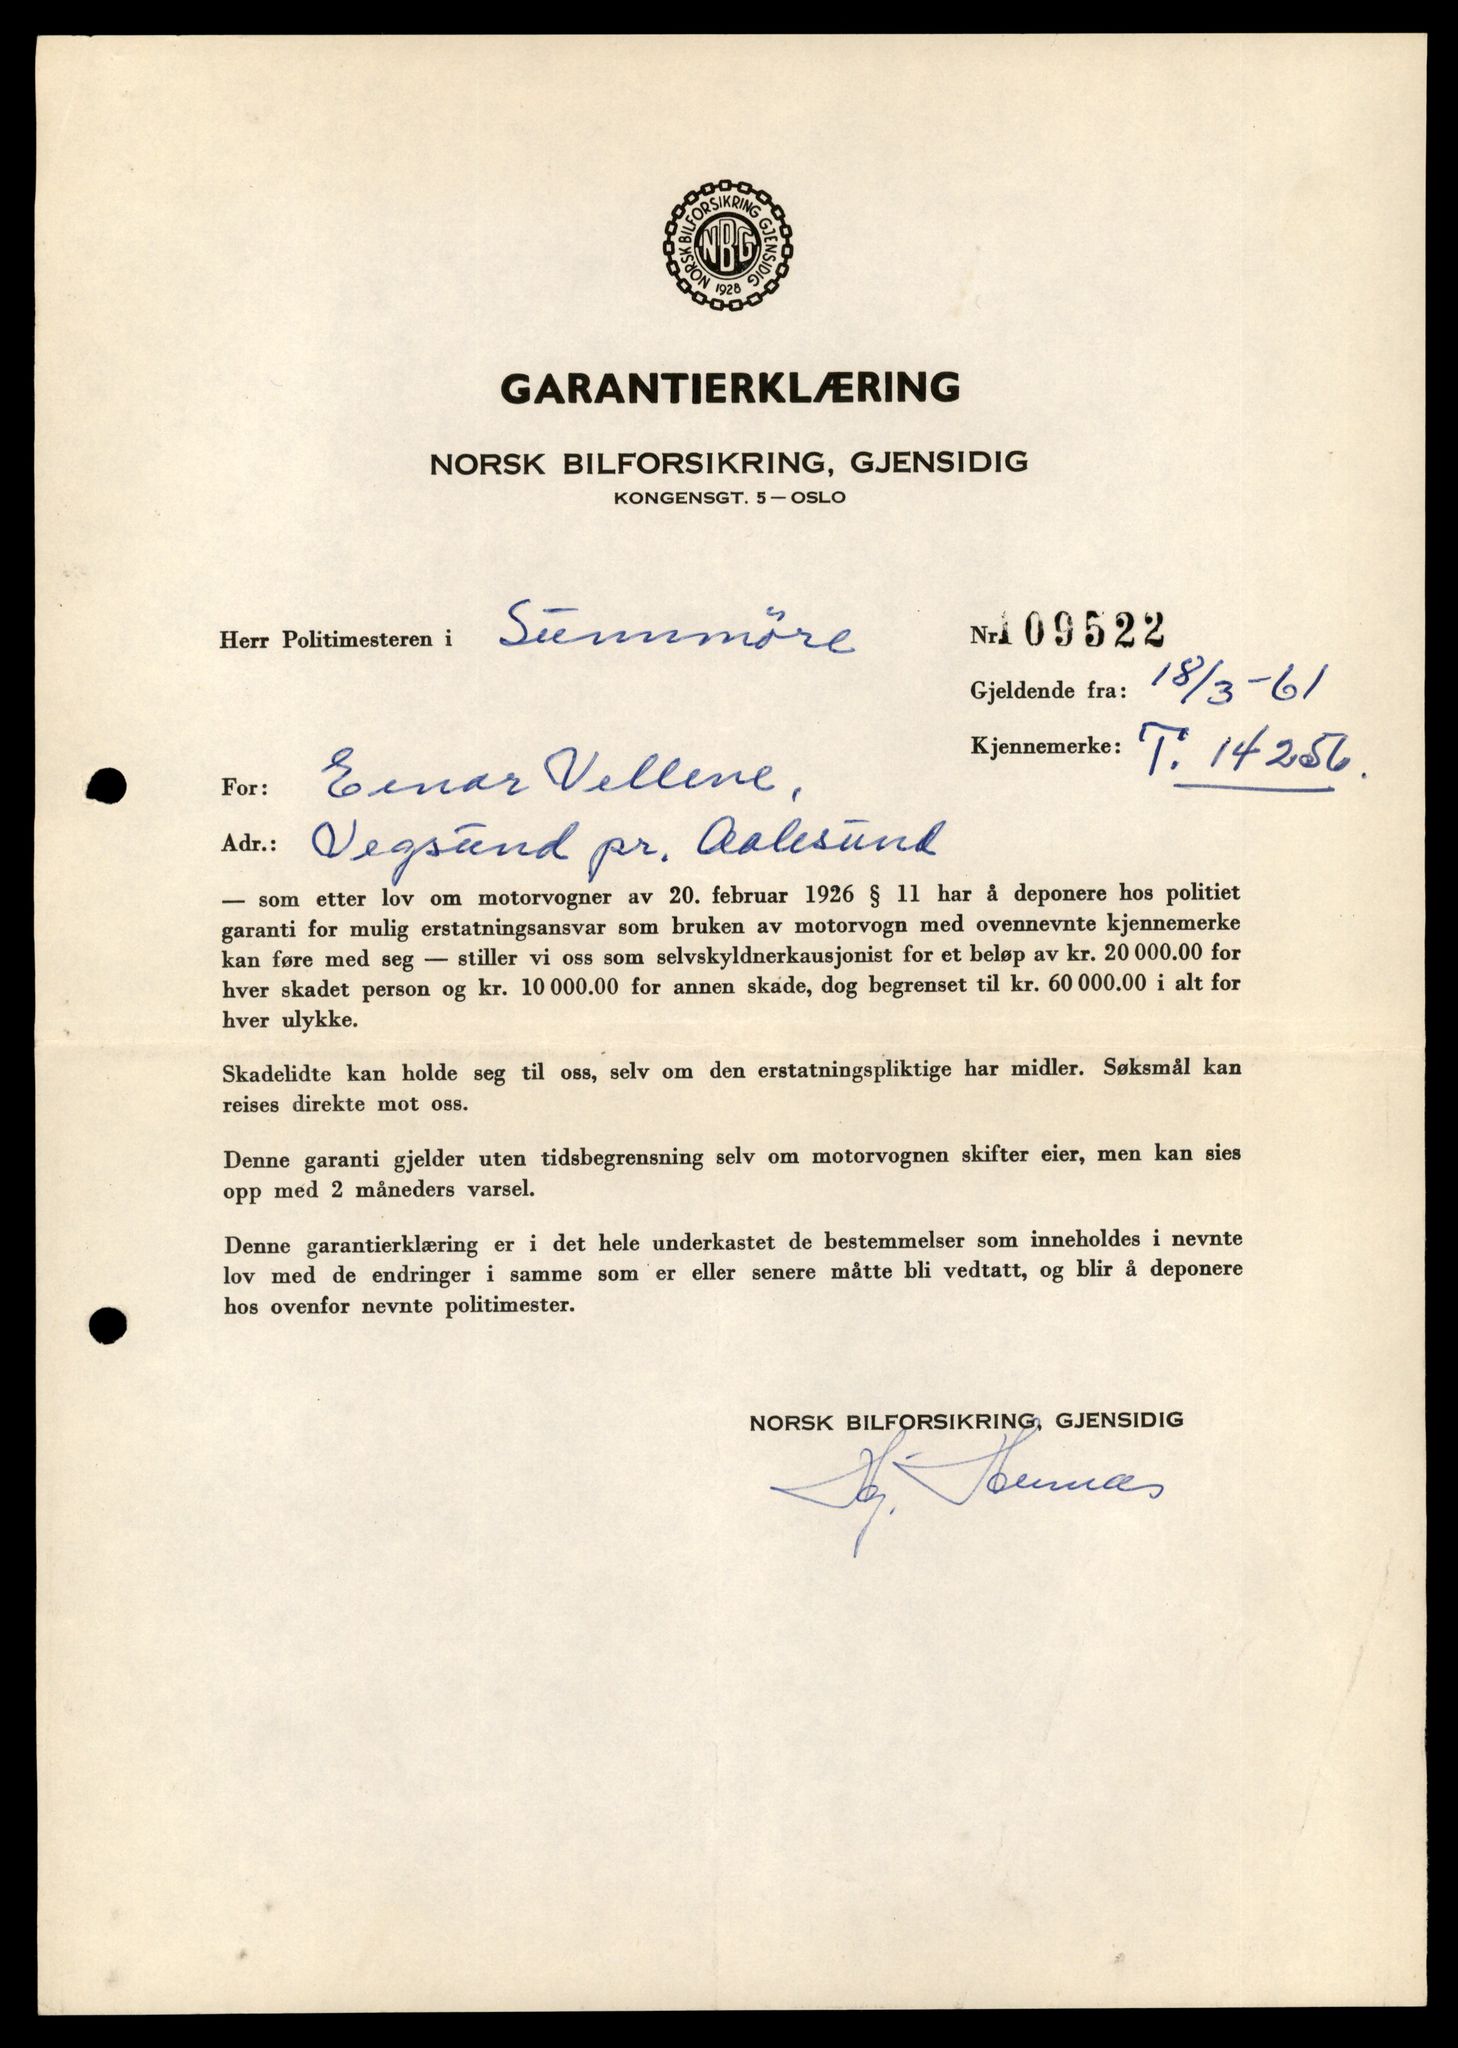 NORSK BILFORSIKRING GJENSIDIG
NBG
1928
GARANTIERKLÆRING
NORSK BILFORSIKRING, GJENSIDIG
KONGENSGT. 5 — OSLO
Herr Politimesteren i Sunnmöre
Nr. 109522
Gjeldende fra: 18/3-61
Kjennemerke: T. 14256.
For: Einar Vellene,
Adr.: Vegsund pr. Aalesund
— som etter lov om motorvogner av 20. februar 1926 § 11 har å deponere hos politiet
garanti for mulig erstatningsansvar som bruken av motorvogn med ovennevnte kjennemerke
kan føre med seg — stiller vi oss som selvskyldnerkausjonist for et beløp av kr. 20 000.00 for
hver skadet person og kr. 10 000.00 for annen skade, dog begrenset til kr. 60 000.00 i alt for
hver ulykke.
Skadelidte kan holde seg til oss, selv om den erstatningspliktige har midler. Søksmål kan
reises direkte mot oss.
Denne garanti gjelder uten tidsbegrensning selv om motorvognen skifter eier, men kan sies
opp med 2 måneders varsel.
Denne garantierklæring er i det hele underkastet de bestemmelser som inneholdes i nevnte
lov med de endringer i samme som er eller senere måtte bli vedtatt, og blir å deponere
hos ovenfor nevnte politimester.
NORSK BILFORSIKRING, GJENSIDIG
Hj.